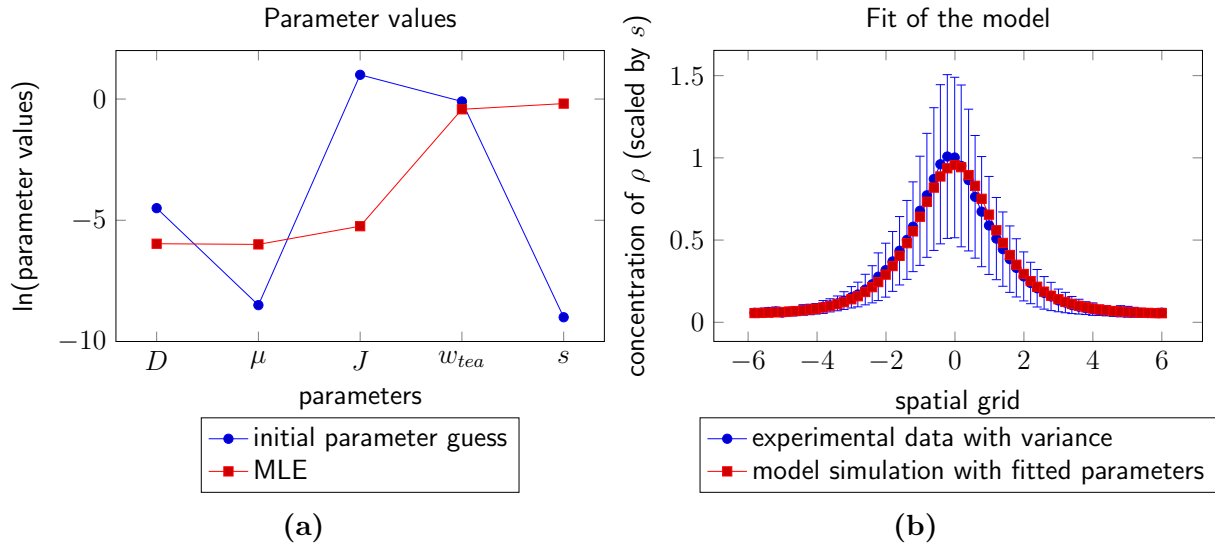 Parameter values
ln(parameter values)
0
−5
−10
D
μ
J
w_{tea}
s
parameters
initial parameter guess
MLE
(a)
Fit of the model
concentration of ρ (scaled by s)
1.5
1
0.5
0
−6
−4
−2
0
2
4
6
spatial grid
experimental data with variance
model simulation with fitted parameters
(b)